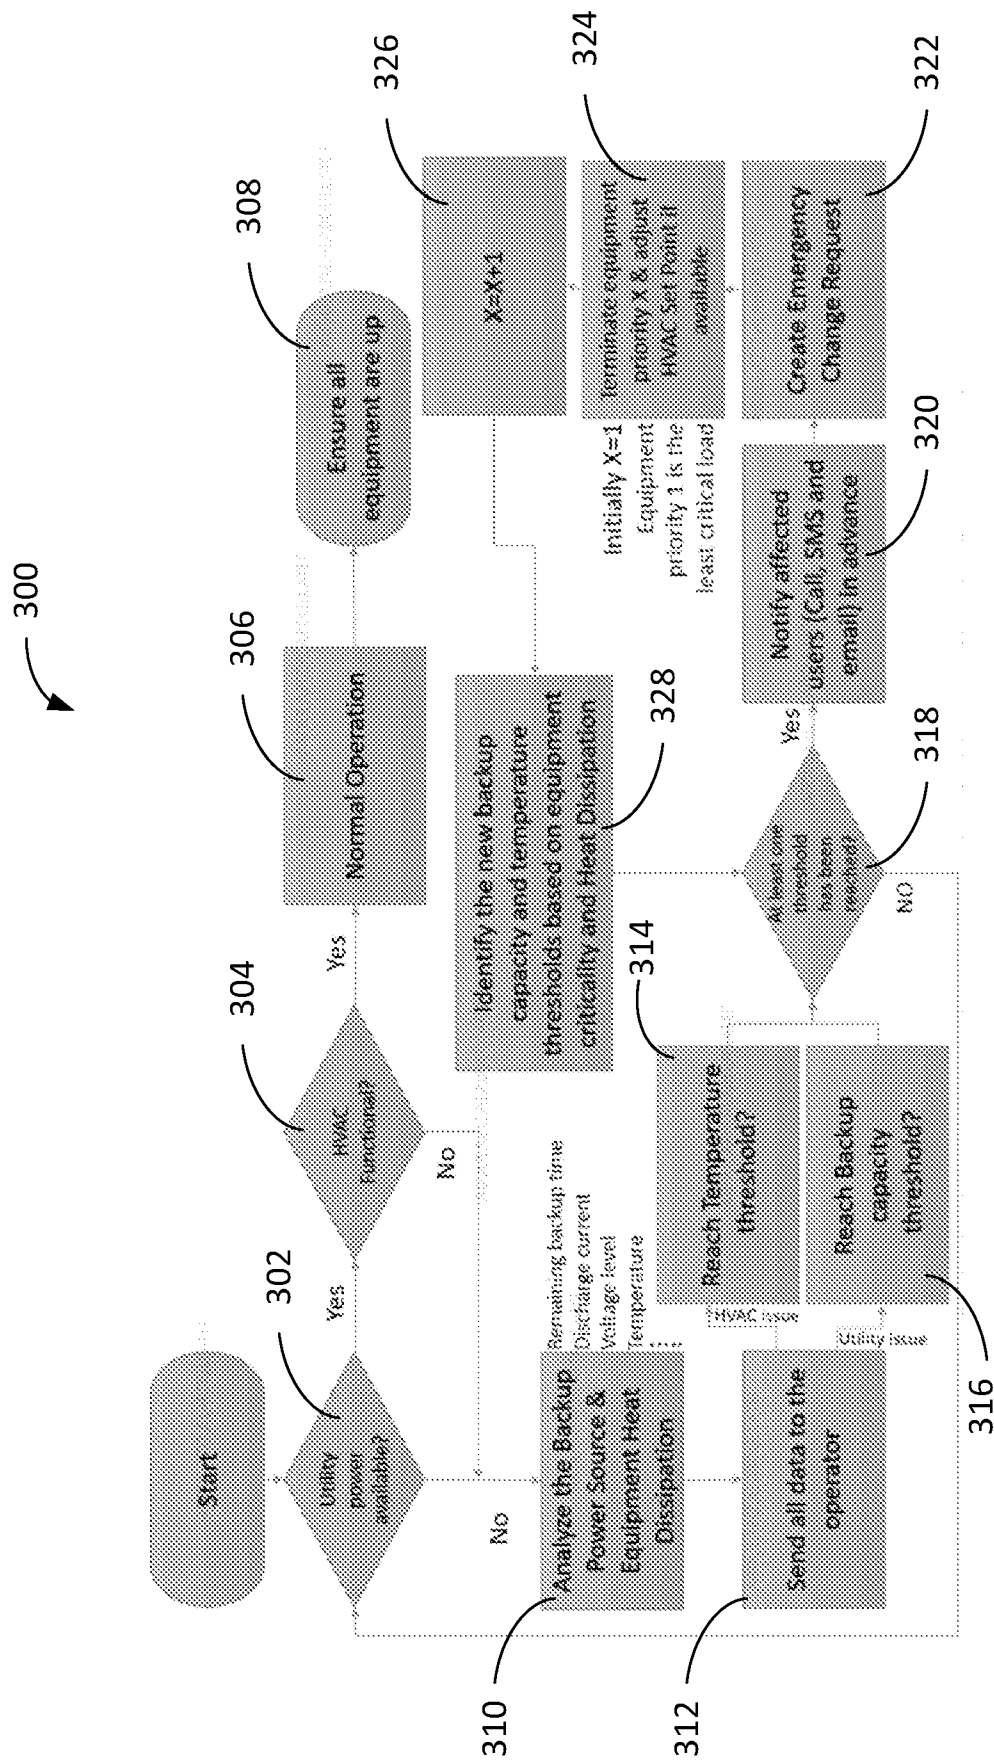 300
Start
Utility
power
available?
302
Yes
No
HVAC
Functional?
304
Yes
No
Normal Operation
306
Ensure all
equipment are up
308
Analyze the Backup
Power Source &
Equipment Heat
Dissipation
310
Remaining backup time
Discharge current
Voltage level
Temperature
Send all data to the
operator
312
HVAC issue
Utility issue
Reach Temperature
threshold?
314
Reach Backup
capacity
threshold?
316
At least one
threshold
has been
reached?
318
Yes
NO
Notify affected
users (Call, SMS and
email) in advance
320
Create Emergency
Change Request
322
Terminate equipment
priority X & adjust
HVAC Set Point if
available
324
Initially X=1
Equipment
priority 1 is the
least critical load
X=X+1
326
Identify the new backup
capacity and temperature
thresholds based on equipment
criticality and Heat Dissipation
328